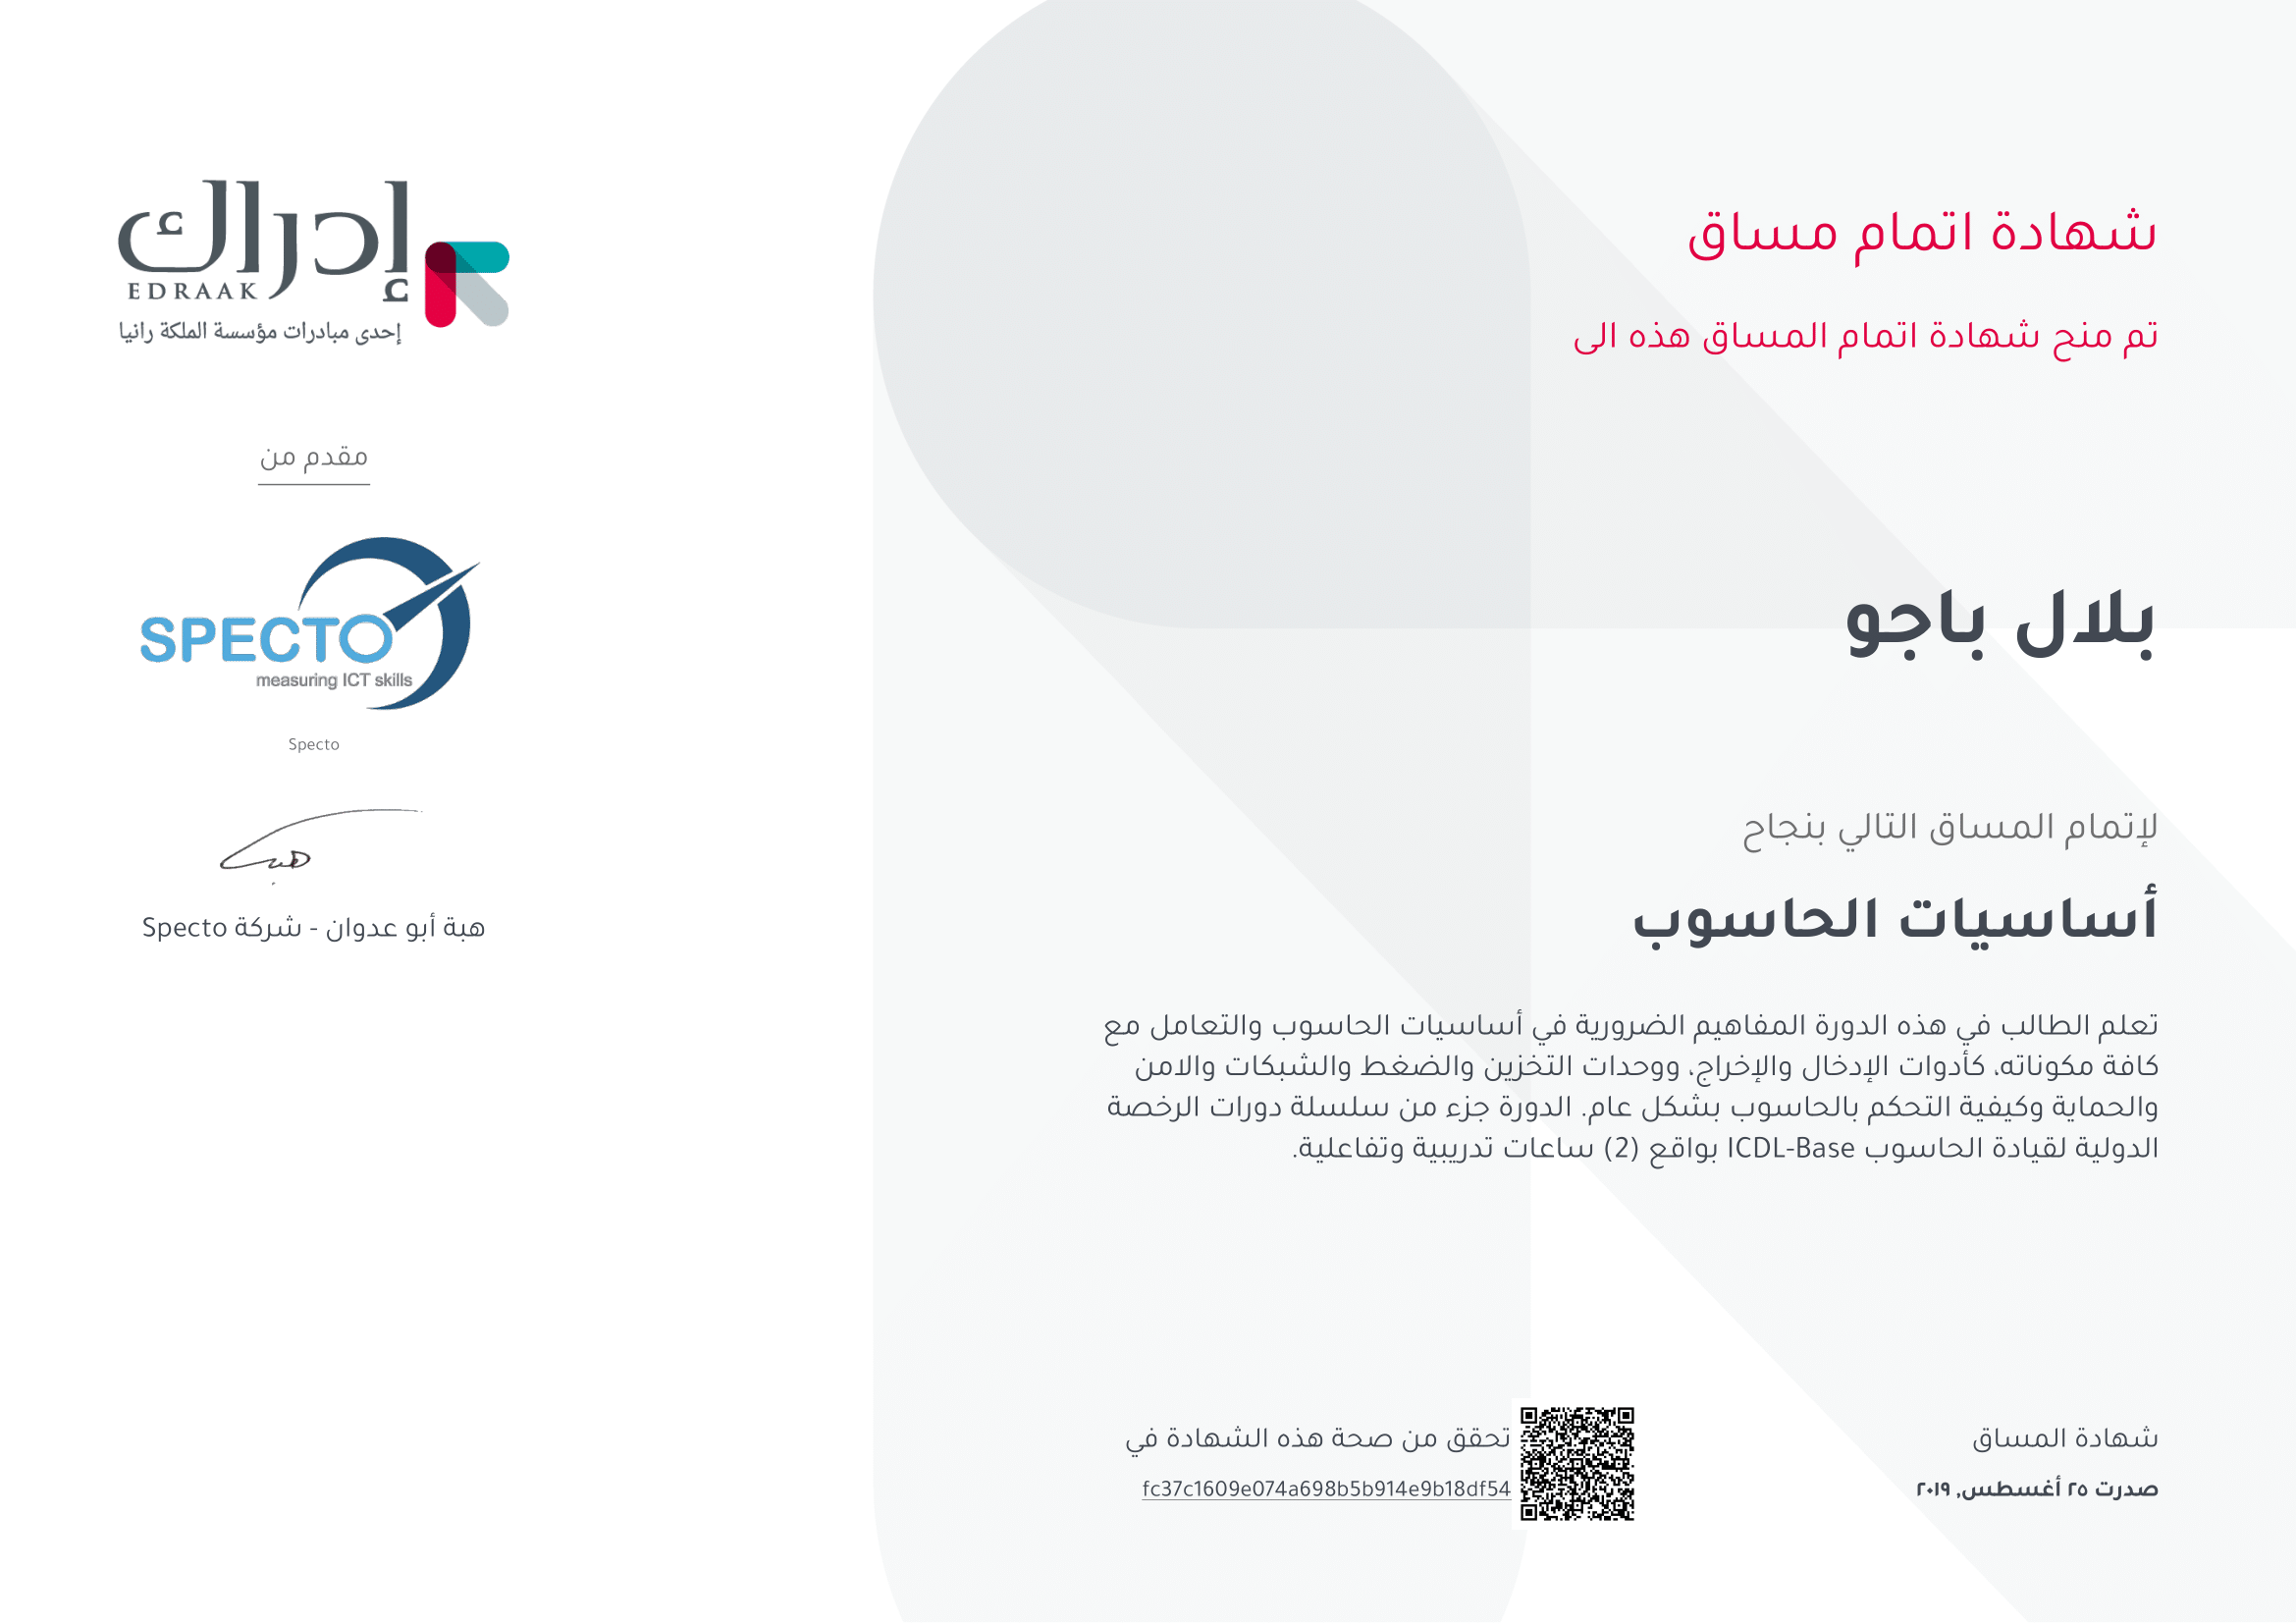 شهادة اتمام مساق
تم منح شهادة اتمام المساق هذه الى
بلال باجو
لإتمام المساق التالي بنجاح
أساسيات الحاسوب
تعلم الطالب في هذه الدورة المفاهيم الضرورية في أساسيات الحاسوب والتعامل مع
كافة مكوناته، كأدوات الإدخال والإخراج، ووحدات التخزين والضغط والشبكات والامن
والحماية وكيفية التحكم بالحاسوب بشكل عام. الدورة جزء من سلسلة دورات الرخصة
الدولية لقيادة الحاسوب ICDL-Base بواقع (2) ساعات تدريبية وتفاعلية.
شهادة المساق
صدرت ٢٥ أغسطس, ٢٠١٩
تحقق من صحة هذه الشهادة في
fc37c1609e074a698b5b914e9b18df54
إدراك
EDRAAK
إحدى مبادرات مؤسسة الملكة رانيا
مقدم من
SPECTO
measuring ICT skills
Specto
هبة
هبة أبو عدوان - شركة Specto